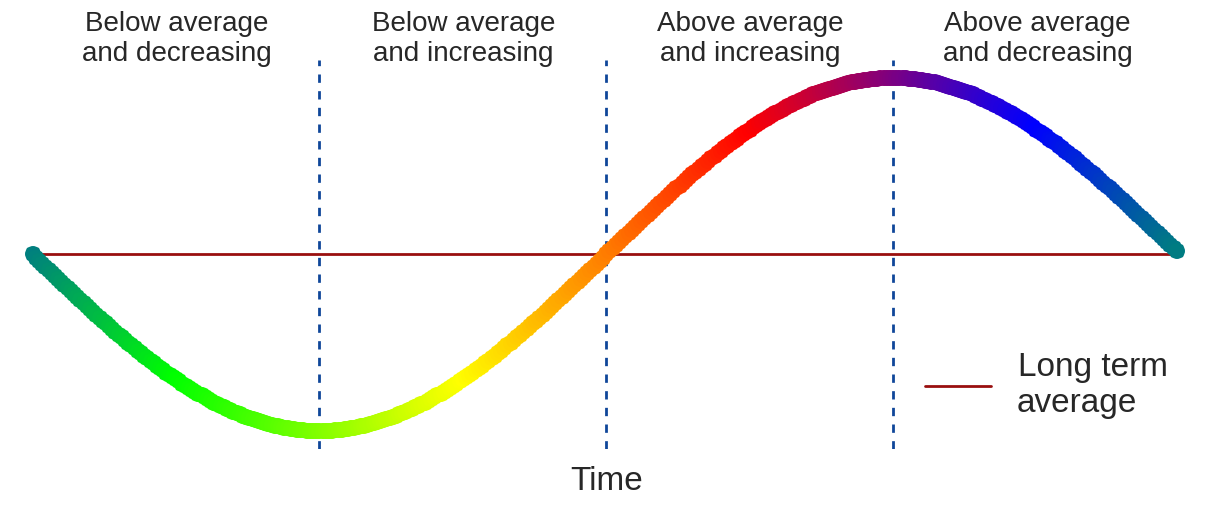 Below average
and decreasing
Below average
and increasing
Above average
and increasing
Above average
and decreasing
Long term
average
Time